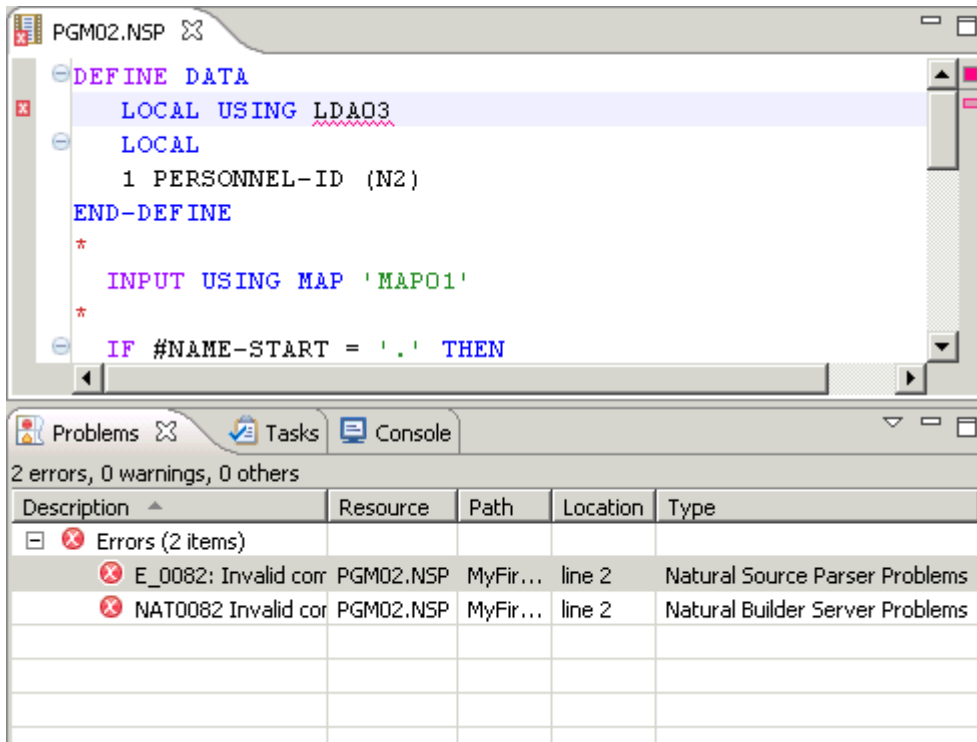 PGM02.NSP
DEFINE DATA
LOCAL USING LDA03
LOCAL
1 PERSONNEL-ID (N2)
END-DEFINE
*
INPUT USING MAP 'MAP01'
*
IF #NAME-START = '.' THEN
Problems Tasks Console
2 errors, 0 warnings, 0 others
Description Resource Path Location Type
Errors (2 items)
E_0082: Invalid com PGM02.NSP MyFir... line 2 Natural Source Parser Problems
NAT0082 Invalid cor PGM02.NSP MyFir... line 2 Natural Builder Server Problems